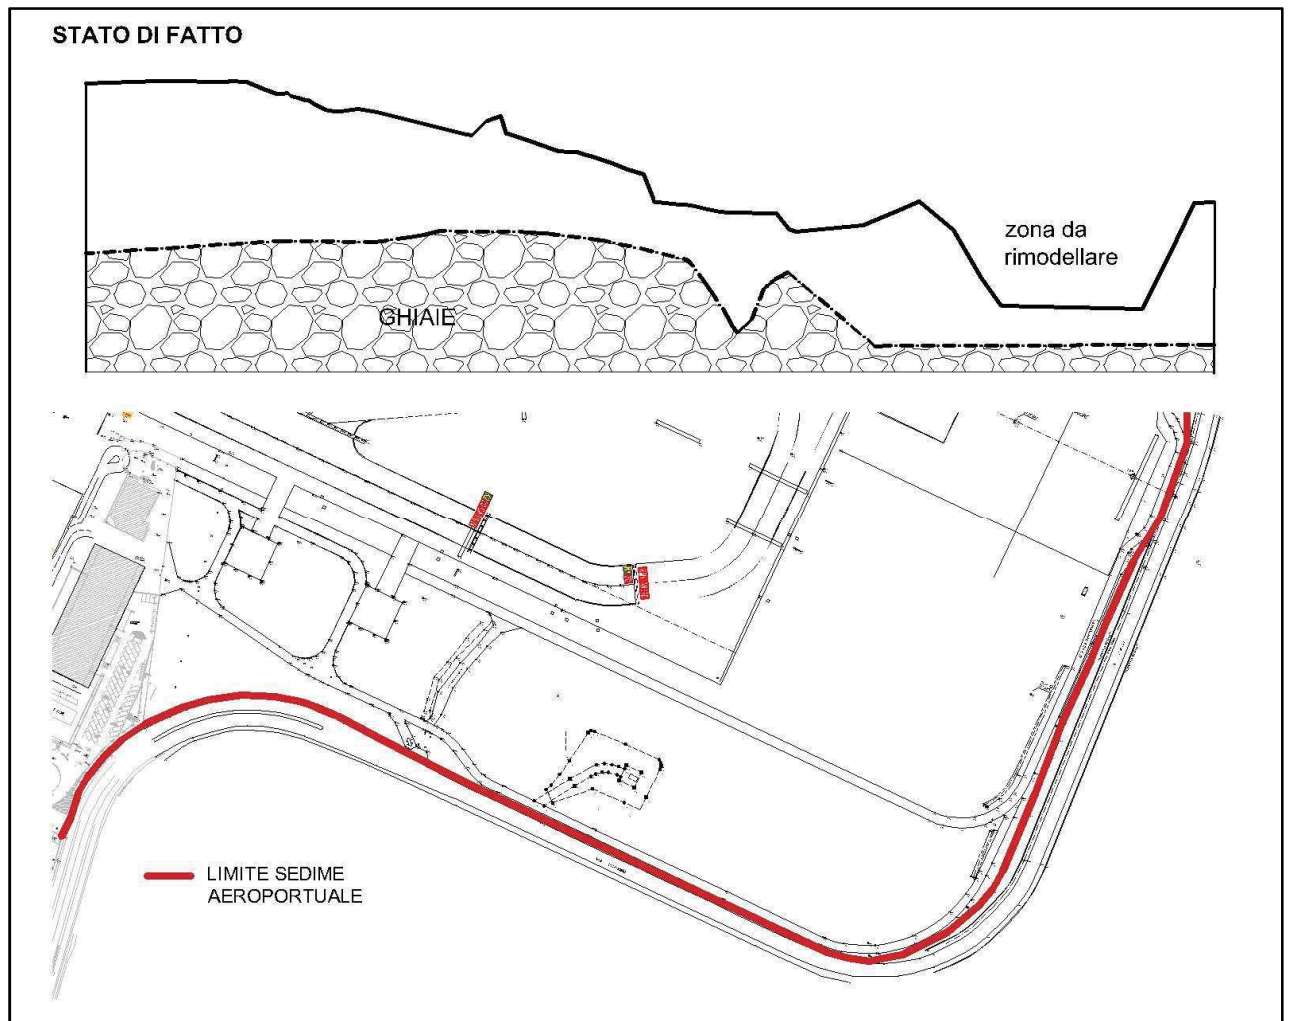 STATO DI FATTO
zona da
rimodellare
GHIAIE
LIMITE SEDIME
AEROPORTUALE